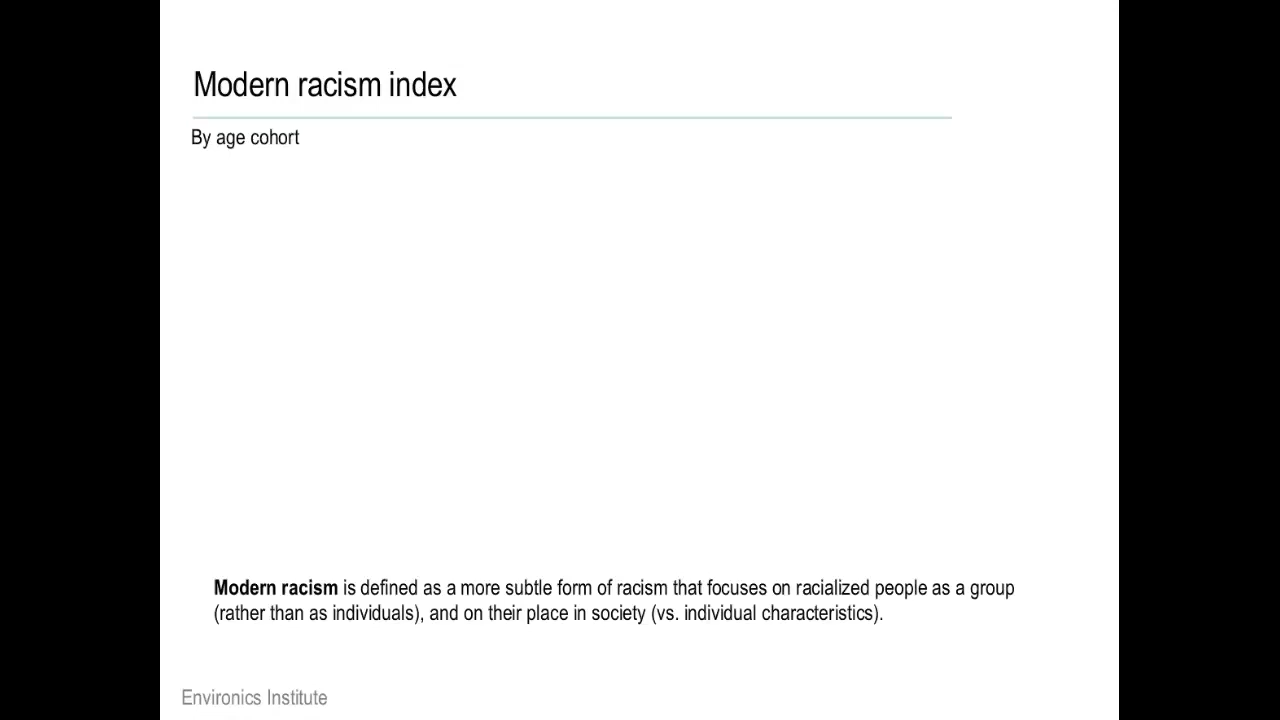 Modern racism index
By age cohort
Modern racism is defined as a more subtle form of racism that focuses on racialized people as a group
(rather than as individuals), and on their place in society (vs. individual characteristics).
Environics Institute